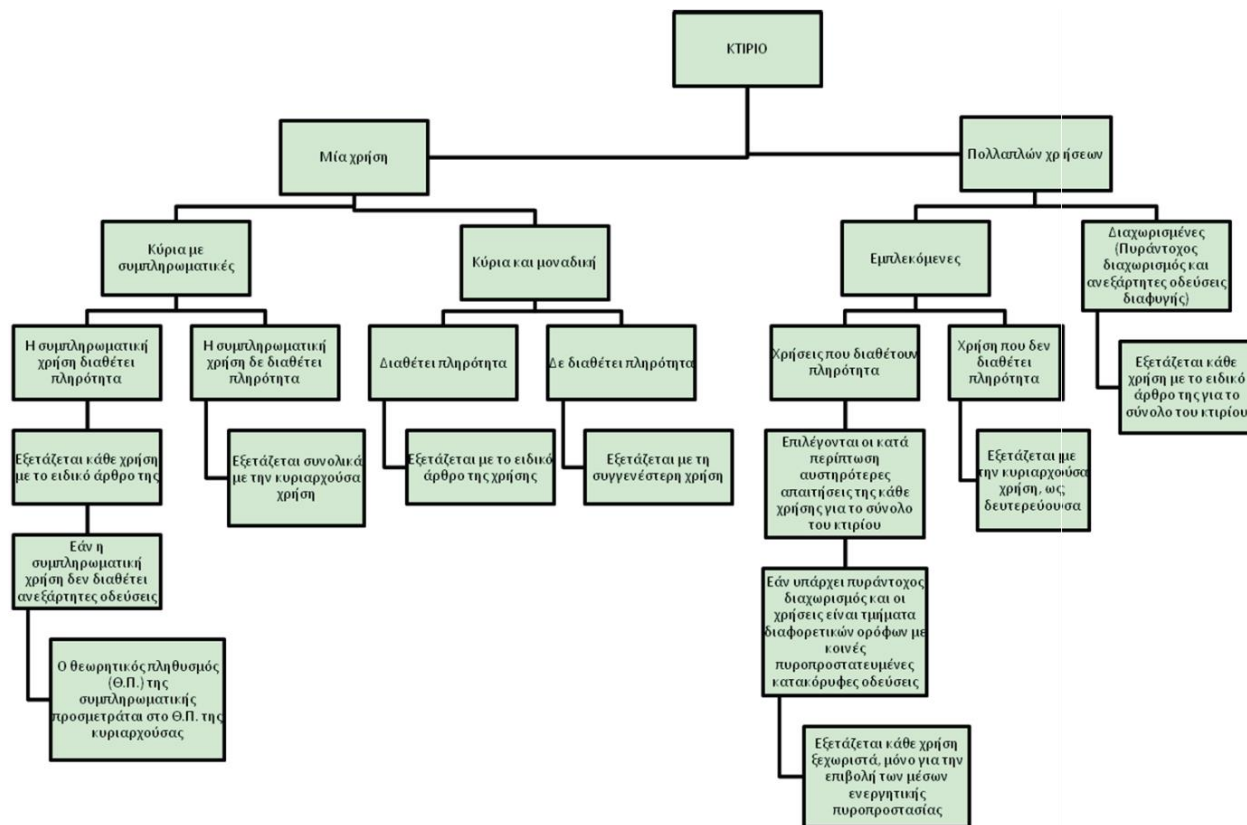 ΚΤΙΡΙΟ
Μία χρήση
Πολλαπλών χρήσεων
Κύρια με
συμπληρωματικές
Κύρια και μοναδική
Εμπλεκόμενες
Διαχωρισμένες
(Πυράντοχος
διαχωρισμός και
ανεξάρτητες οδεύσεις
διαφυγής)
Η συμπληρωματική
χρήση διαθέτει
πληρότητα
Η συμπληρωματική
χρήση δε διαθέτει
πληρότητα
Διαθέτει πληρότητα
Δε διαθέτει πληρότητα
Χρήσεις που διαθέτουν
πληρότητα
Χρήση που δεν
διαθέτει πληρότητα
Εξετάζεται κάθε
χρήση με το ειδικό
άρθρο της για το
σύνολο του κτιρίου
Εξετάζεται κάθε χρήση
με το ειδικό άρθρο της
Εξετάζεται συνολικά
με την κυριαρχούσα
χρήση
Εξετάζεται με το ειδικό
άρθρο της χρήσης
Εξετάζεται με τη
συγγενέστερη χρήση
Επιλέγονται οι κατά
περίπτωση
αυστηρότερες
απαιτήσεις της κάθε
χρήσης για το σύνολο
του κτιρίου
Εξετάζεται με
την κυριαρχούσα
χρήση, ως
δευτερεύουσα
Εάν η
συμπληρωματική
χρήση δεν διαθέτει
ανεξάρτητες οδεύσεις
Εάν υπάρχει πυράντοχος
διαχωρισμός και οι
χρήσεις είναι τμήματα
διαφορετικών ορόφων με
κοινές
πυροπροστατευμένες
κατακόρυφες οδεύσεις
Ο θεωρητικός πληθυσμός
(Θ.Π.) της
συμπληρωματικής
προσμετράται στο Θ.Π. της
κυριαρχούσας
Εξετάζεται κάθε χρήση
ξεχωριστά, μόνο για την
επιβολή των μέσων
ενεργητικής
πυροπροστασίας